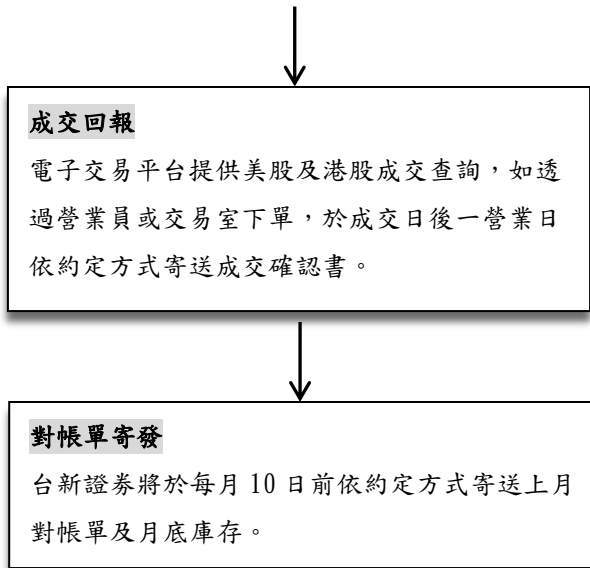 成交回報
電子交易平台提供美股及港股成交查詢，如透
過營業員或交易室下單，於成交日後一營業日
依約定方式寄送成交確認書。
對帳單寄發
台新證券將於每月 10 日前依約定方式寄送上月
對帳單及月底庫存。